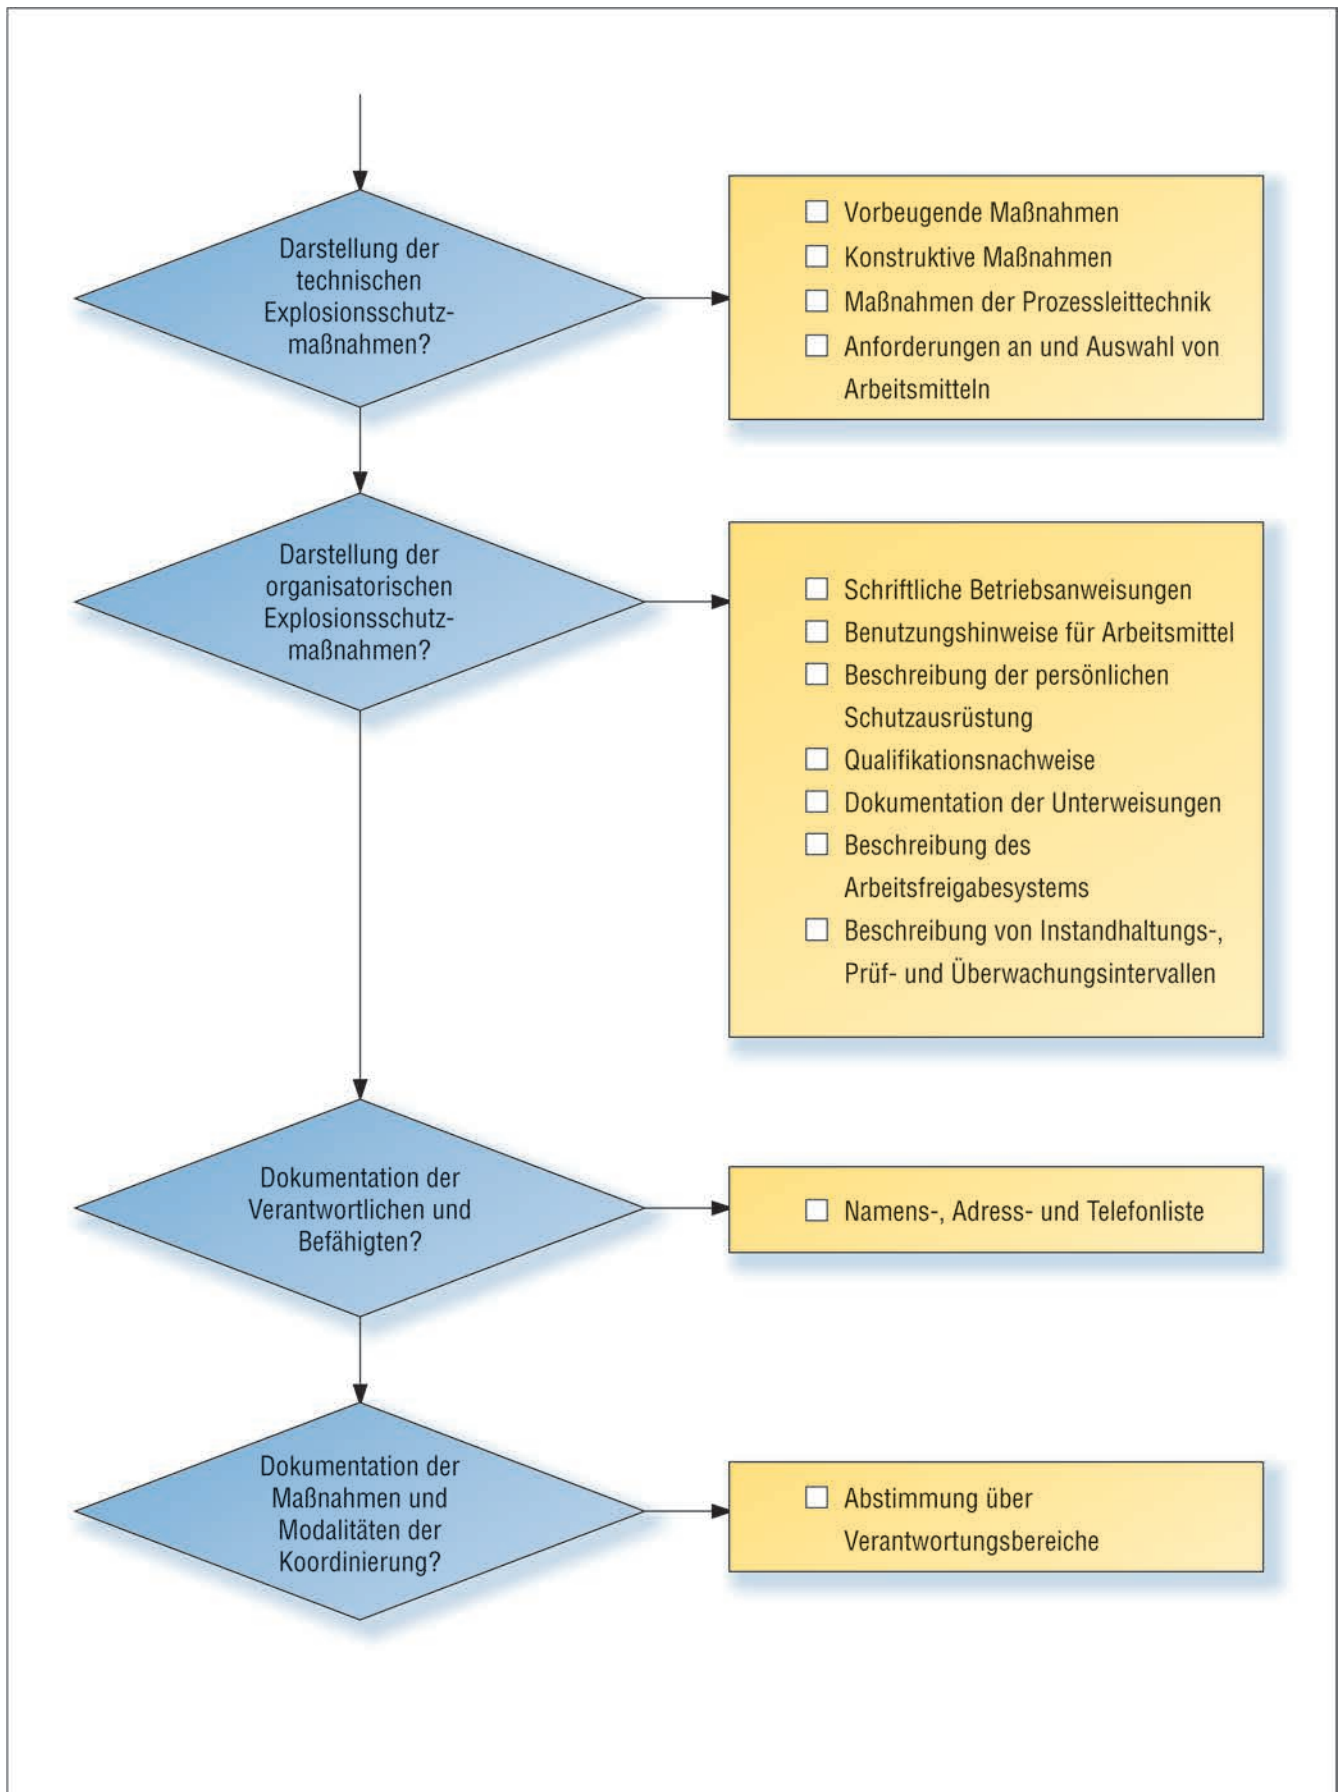 Darstellung der
technischen
Explosionsschutz-
maßnahmen?
Vorbeugende Maßnahmen
Konstruktive Maßnahmen
Maßnahmen der Prozessleittechnik
Anforderungen an und Auswahl von
Arbeitsmitteln
Darstellung der
organisatorischen
Explosionsschutz-
maßnahmen?
Schriftliche Betriebsanweisungen
Benutzungshinweise für Arbeitsmittel
Beschreibung der persönlichen
Schutzausrüstung
Qualifikationsnachweise
Dokumentation der Unterweisungen
Beschreibung des
Arbeitsfreigabesystems
Beschreibung von Instandhaltungs-,
Prüf- und Überwachungsintervallen
Dokumentation der
Verantwortlichen und
Befähigten?
Namens-, Adress- und Telefonliste
Dokumentation der
Maßnahmen und
Modalitäten der
Koordinierung?
Abstimmung über
Verantwortungsbereiche